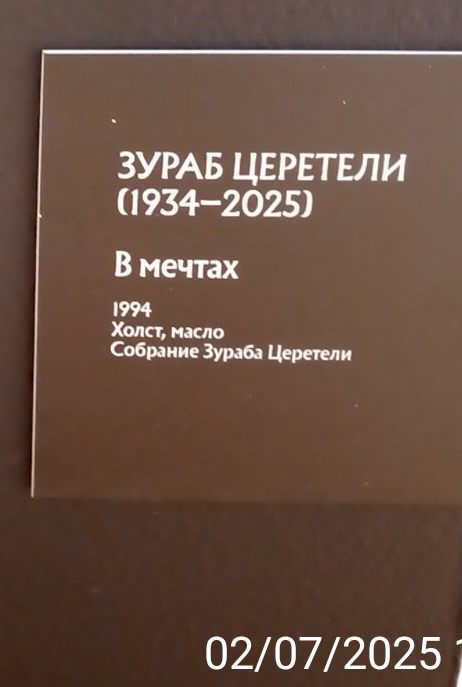 ЗУРАБ ЦЕРЕТЕЛИ
(1934–2025)
В мечтах
1994
Холст, масло
Собрание Зураба Церетели
02/07/2025